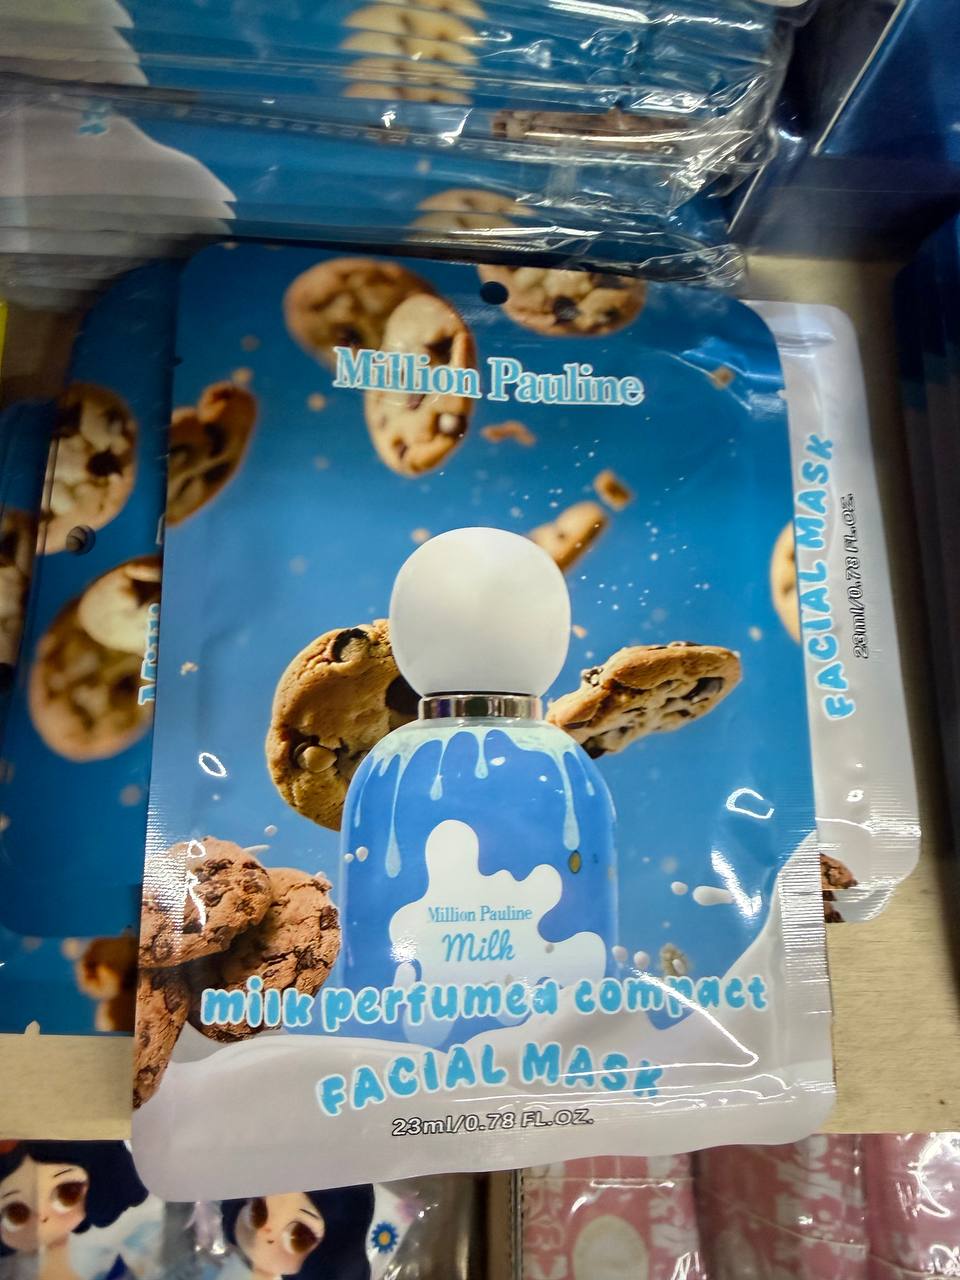 Million Pauline
Million Pauline
Milk
milk perfumed compact
FACIAL MASK
23ml/0.78 FL.OZ.
FACIAL MASK
23ml/0.78 FL.OZ.